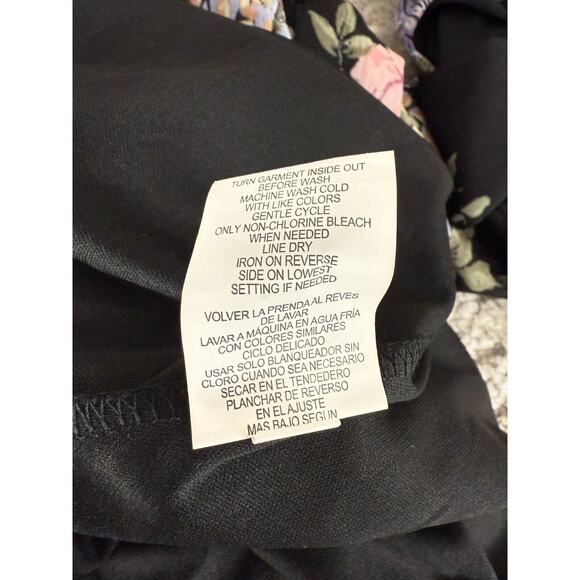 TURN GARMENT INSIDE OUT
BEFORE WASH
MACHINE WASH COLD
WITH LIKE COLORS
GENTLE CYCLE
ONLY NON-CHLORINE BLEACH
WHEN NEEDED
LINE DRY
IRON ON REVERSE
SIDE ON LOWEST
SETTING IF NEEDED
VOLVER LA PRENDA AL REVES
DE LAVAR
LAVAR A MÁQUINA EN AGUA FRÍA
CON COLORES SIMILARES
CICLO DELICADO
USAR SOLO BLANQUEADOR SIN
CLORO CUANDO SEA NECESARIO
SECAR EN EL TENDEDERO
PLANCHAR DE REVERSO
EN EL AJUSTE
MAS BAJO SEGUN